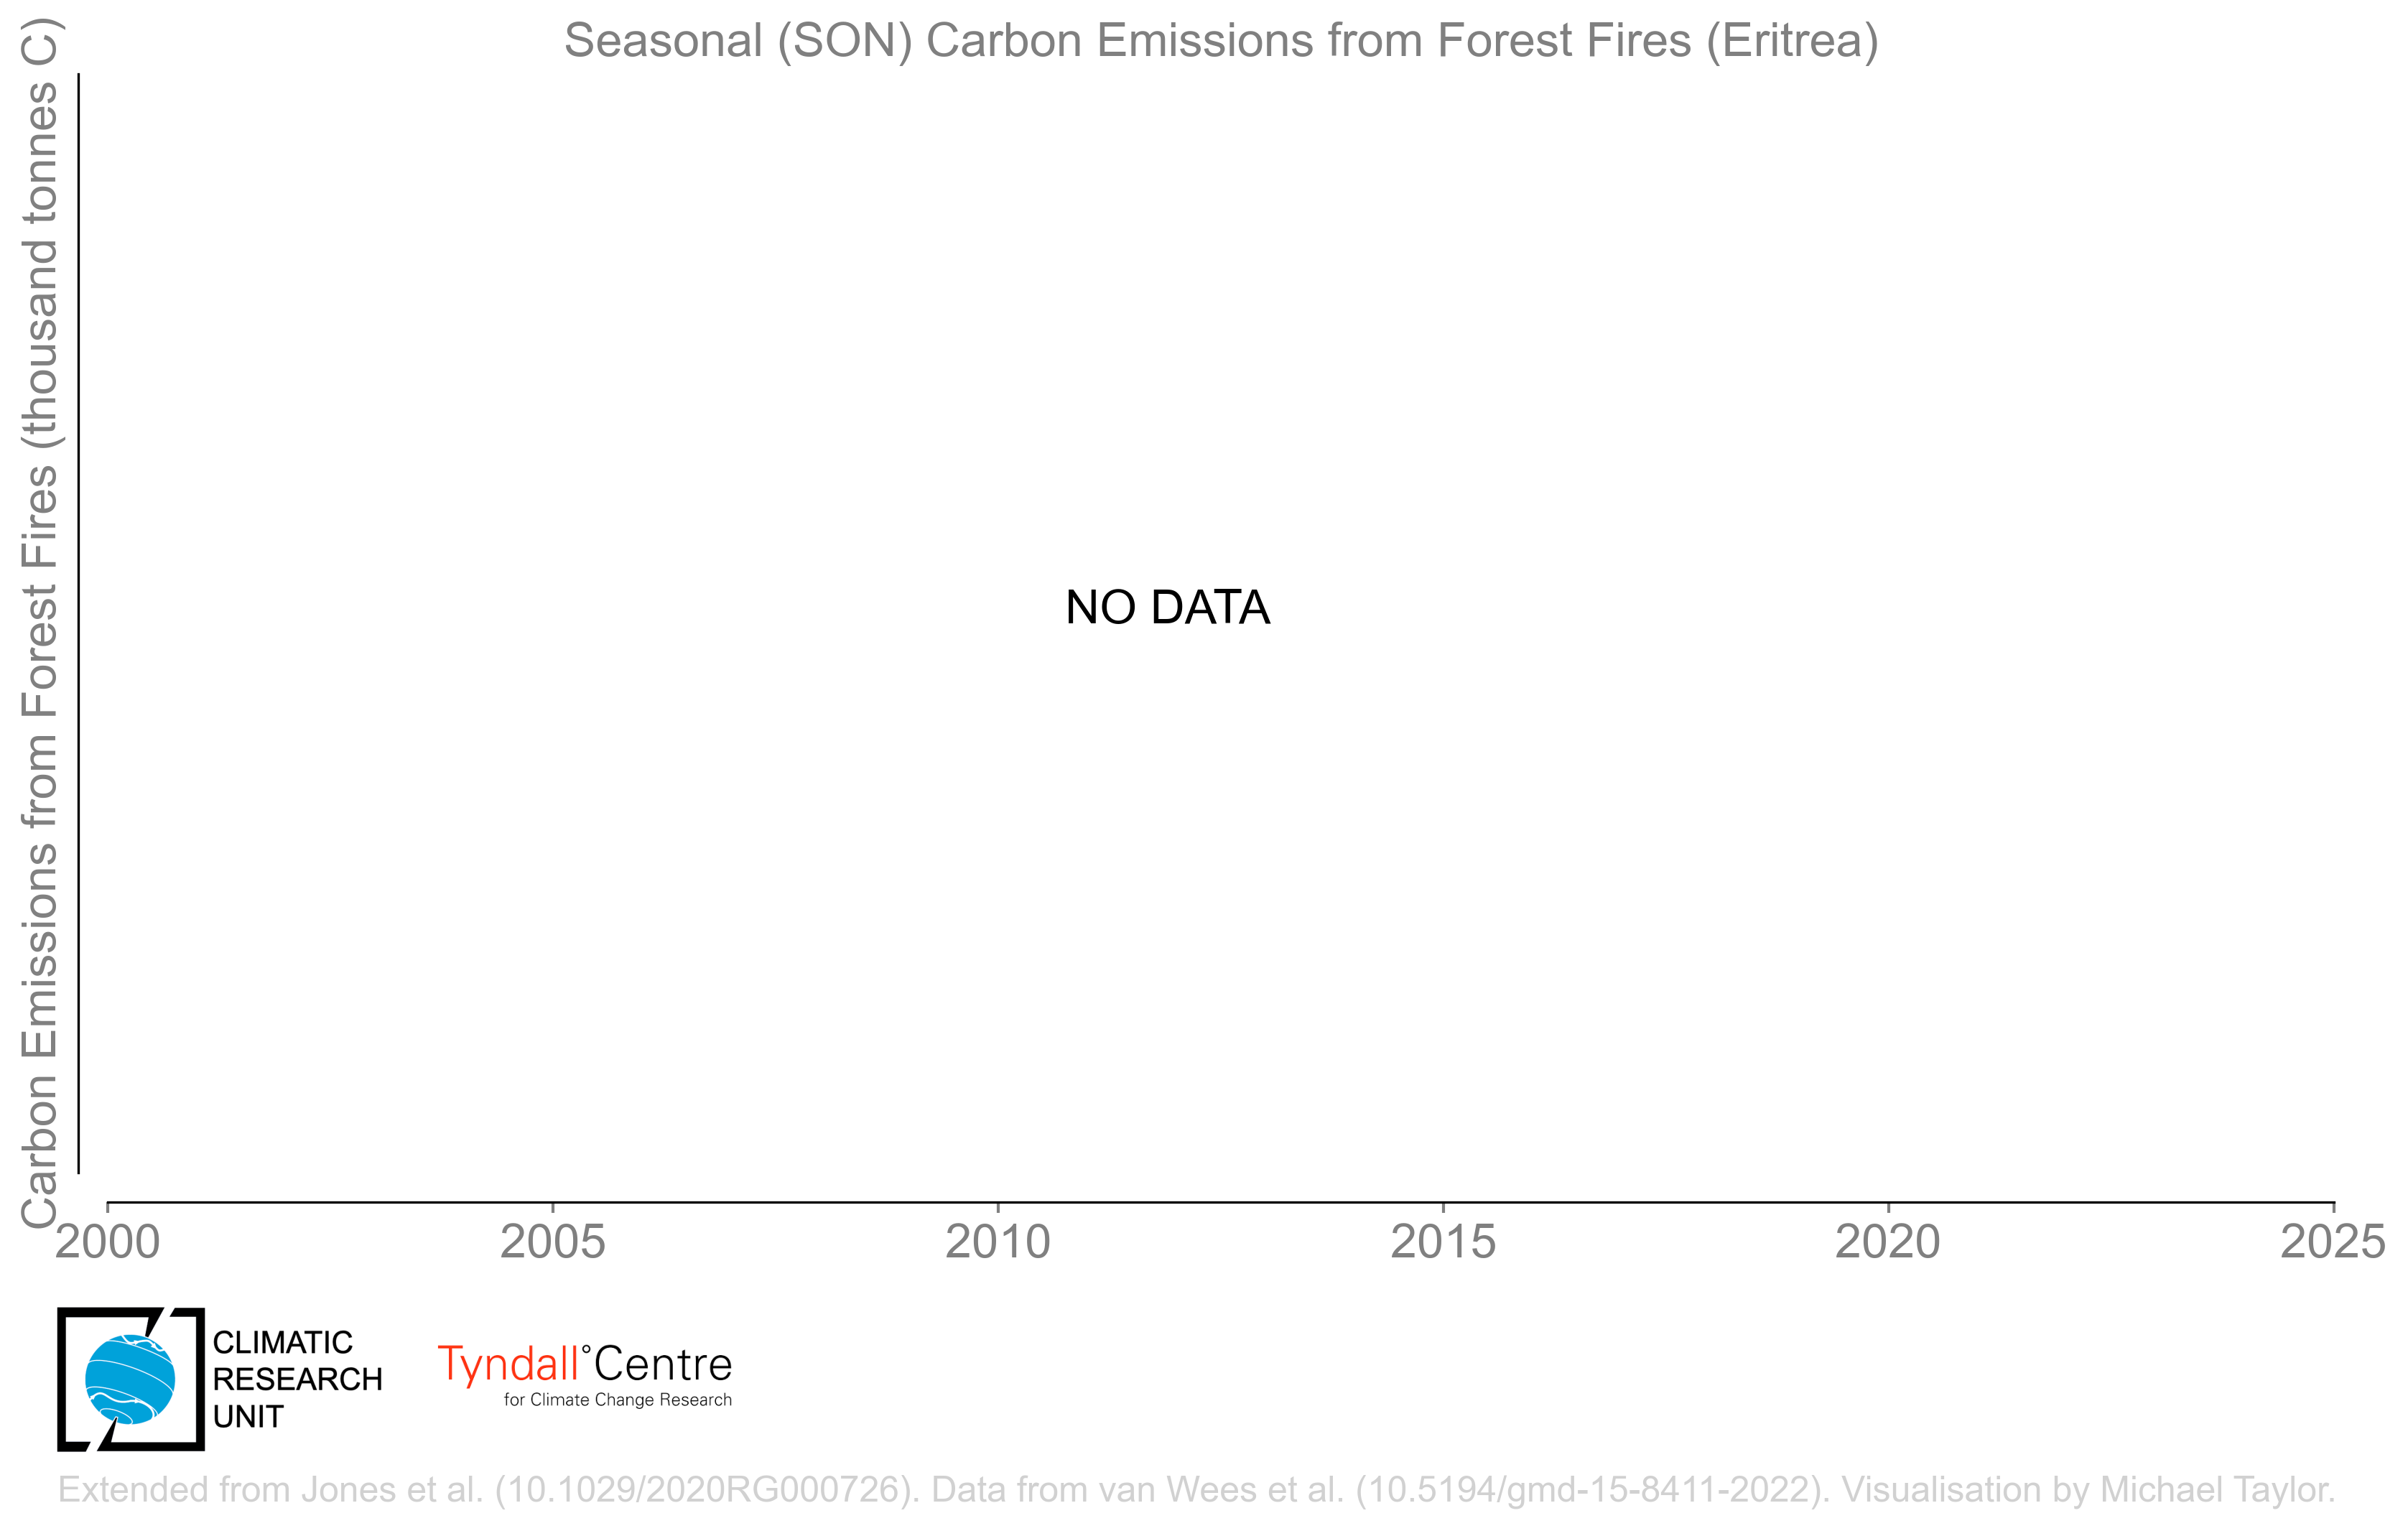 Seasonal (SON) Carbon Emissions from Forest Fires (Eritrea)
Carbon Emissions from Forest Fires (thousand tonnes C)
NO DATA
2000 2005 2010 2015 2020 2025
CLIMATIC
RESEARCH
UNIT
Tyndall°Centre
for Climate Change Research
Extended from Jones et al. (10.1029/2020RG000726). Data from van Wees et al. (10.5194/gmd-15-8411-2022). Visualisation by Michael Taylor.